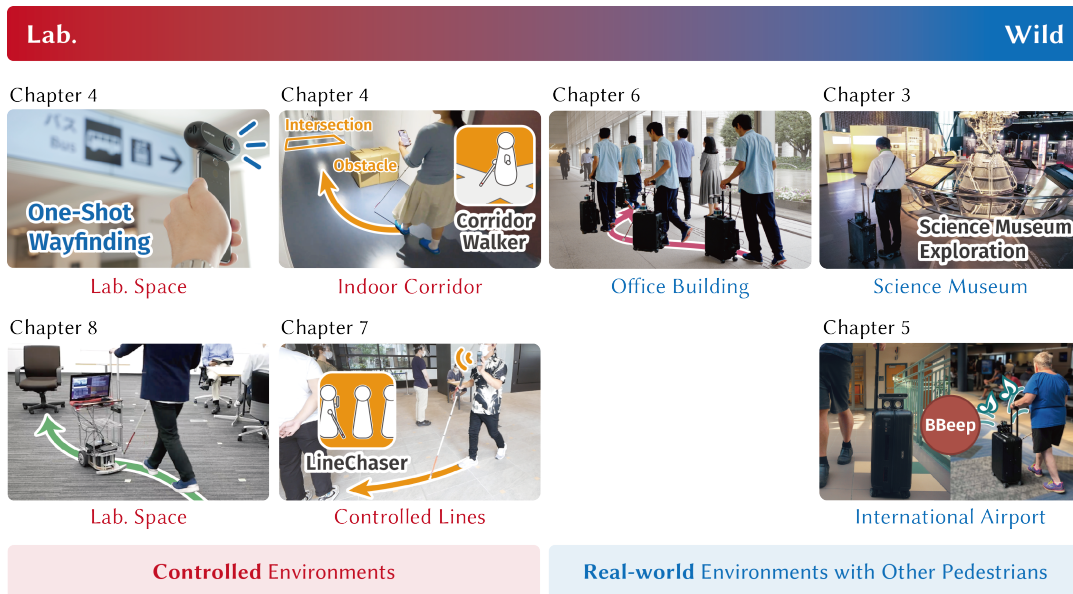 Lab.
Wild
Chapter 4
Chapter 4
Chapter 6
Chapter 3
バス
Bus
One-Shot
Wayfinding
Intersection
Obstacle
Corridor
Walker
Science Museum
Exploration
Lab. Space
Indoor Corridor
Office Building
Science Museum
Chapter 8
Chapter 7
Chapter 5
LineChaser
BBeep
Lab. Space
Controlled Lines
International Airport
Controlled Environments
Real-world Environments with Other Pedestrians